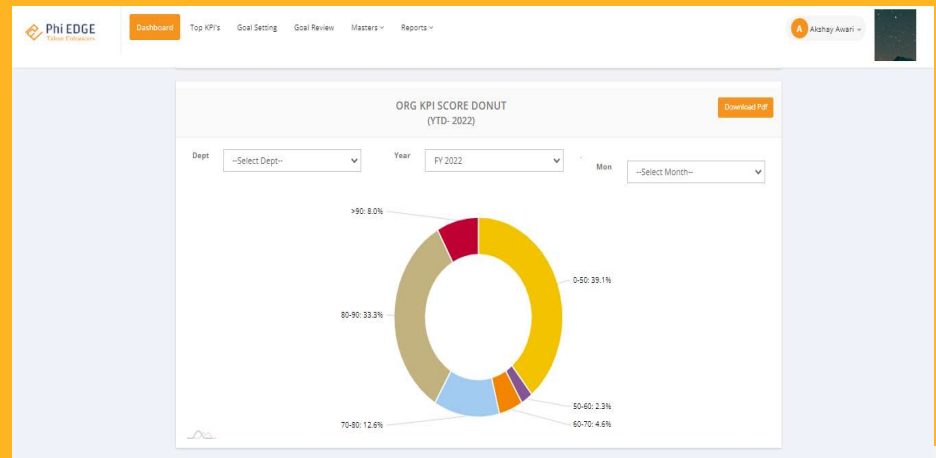 Phi EDGE
Talent Enhancers
Dashboard
Top KPI's
Goal Setting
Goal Review
Masters
Reports
A
Akshay Awari
ORG KPI SCORE DONUT
(YTD- 2022)
Download Pdf
Dept
--Select Dept--
Year
FY 2022
Mon
--Select Month--
>90: 8.0%
0-50: 39.1%
80-90: 33.3%
50-60: 2.3%
60-70: 4.6%
70-80: 12.6%